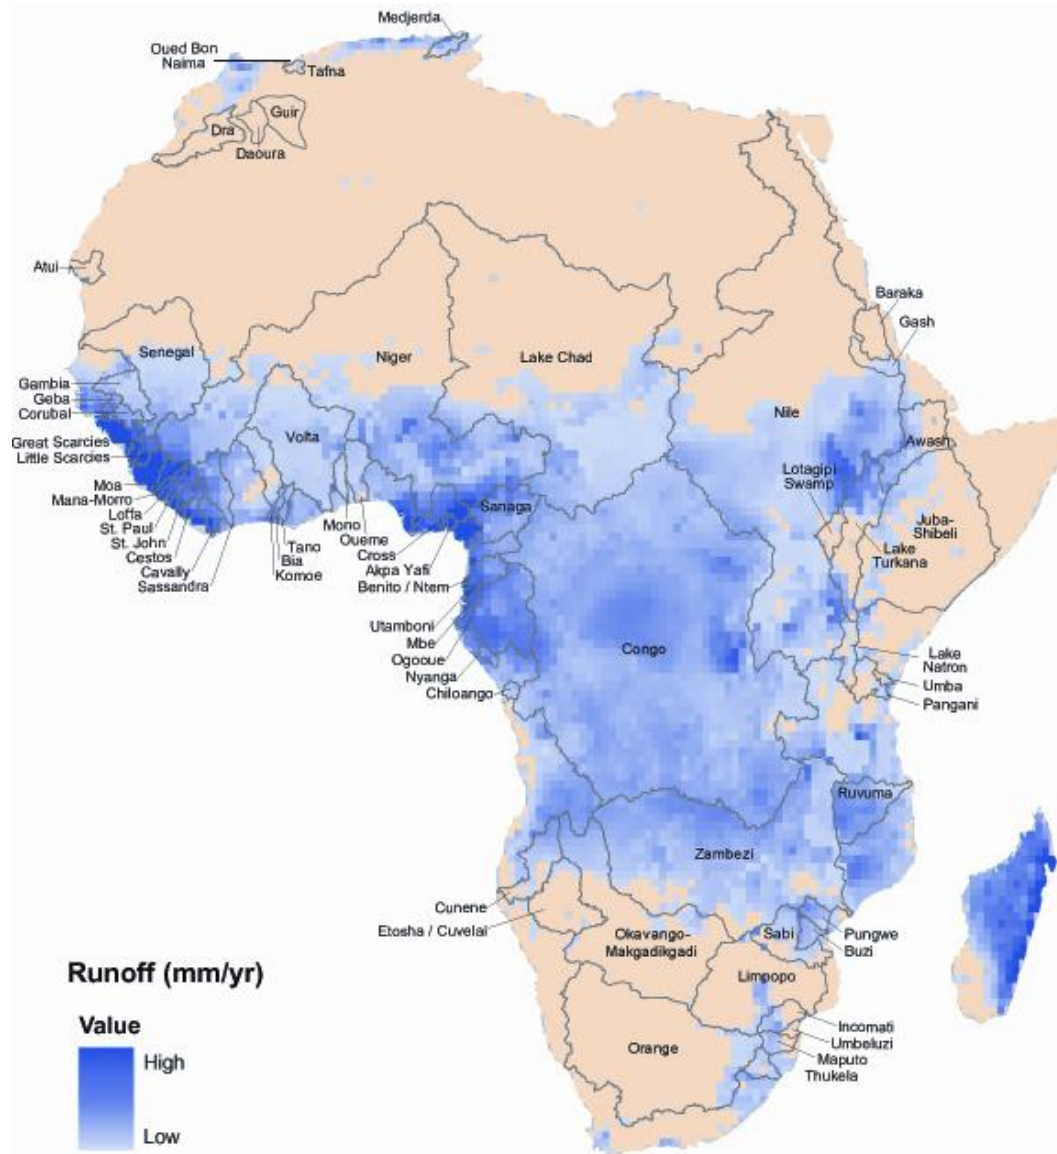 Medjerda
Oued Bon
Naima
Tafna
Guir
Dra
Daoura
Atui
Baraka
Gash
Senegal
Niger
Lake Chad
Gambia
Geba
Corubal
Nile
Volta
Awash
Great Scarcies
Little Scarcies
Lotagipi
Swamp
Moa
Mana-Morro
Loffa
St. Paul
St. John
Cestos
Cavally
Sassandra
Sanaga
Mono
Oueme
Tano
Bia
Komoe
Cross
Akpa Yafi
Benito / Ntem
Juba-
Shibeli
Lake
Turkana
Utamboni
Mbe
Ogooue
Nyanga
Chiloango
Congo
Lake
Natron
Umba
Pangani
Ruvuma
Zambezi
Cunene
Etosha / Cuvelai
Okavango-
Makgadikgadi
Sabi
Pungwe
Buzi
Limpopo
Incomati
Umbeluzi
Maputo
Thukela
Orange
Runoff (mm/yr)
Value
High
Low